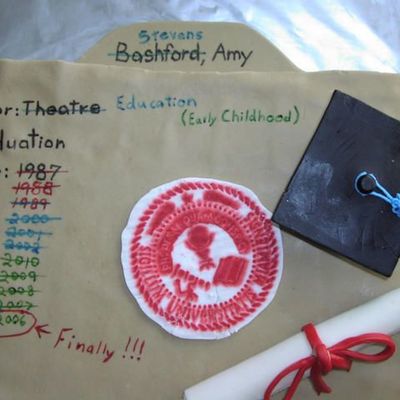 Stevens
Bashford, Amy
or: Theatre Education
(Early Childhood)
duation
: 1987
1988
1989
2000
2001
2002
2010
2009
2008
2007
2006
Finally !!!